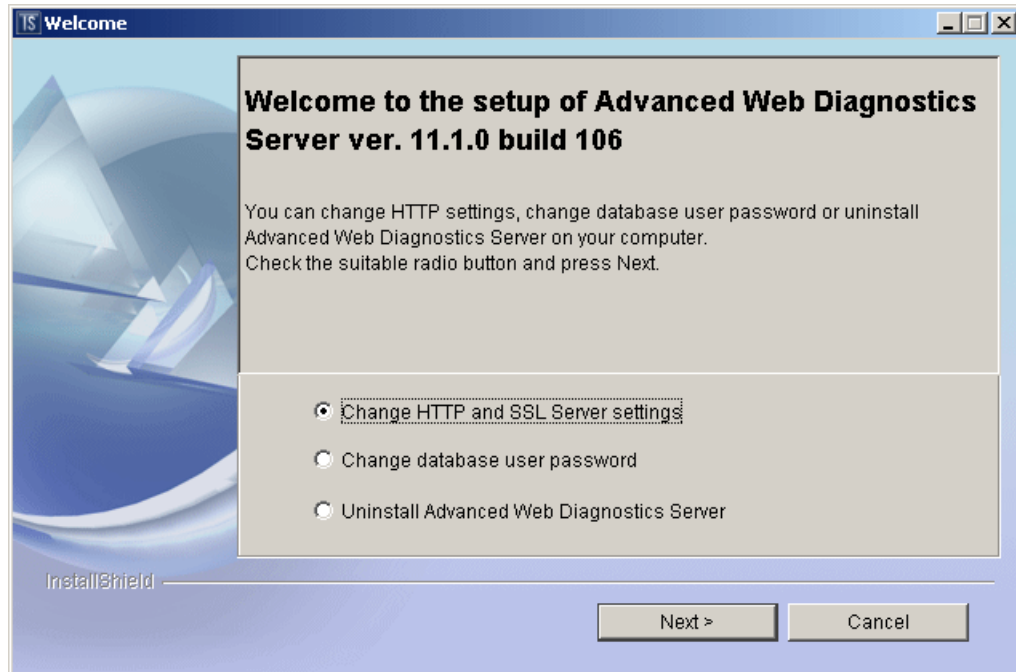 TS Welcome
Welcome to the setup of Advanced Web Diagnostics
Server ver. 11.1.0 build 106
You can change HTTP settings, change database user password or uninstall
Advanced Web Diagnostics Server on your computer.
Check the suitable radio button and press Next.
Change HTTP and SSL Server settings
Change database user password
Uninstall Advanced Web Diagnostics Server
InstallShield
Next > Cancel